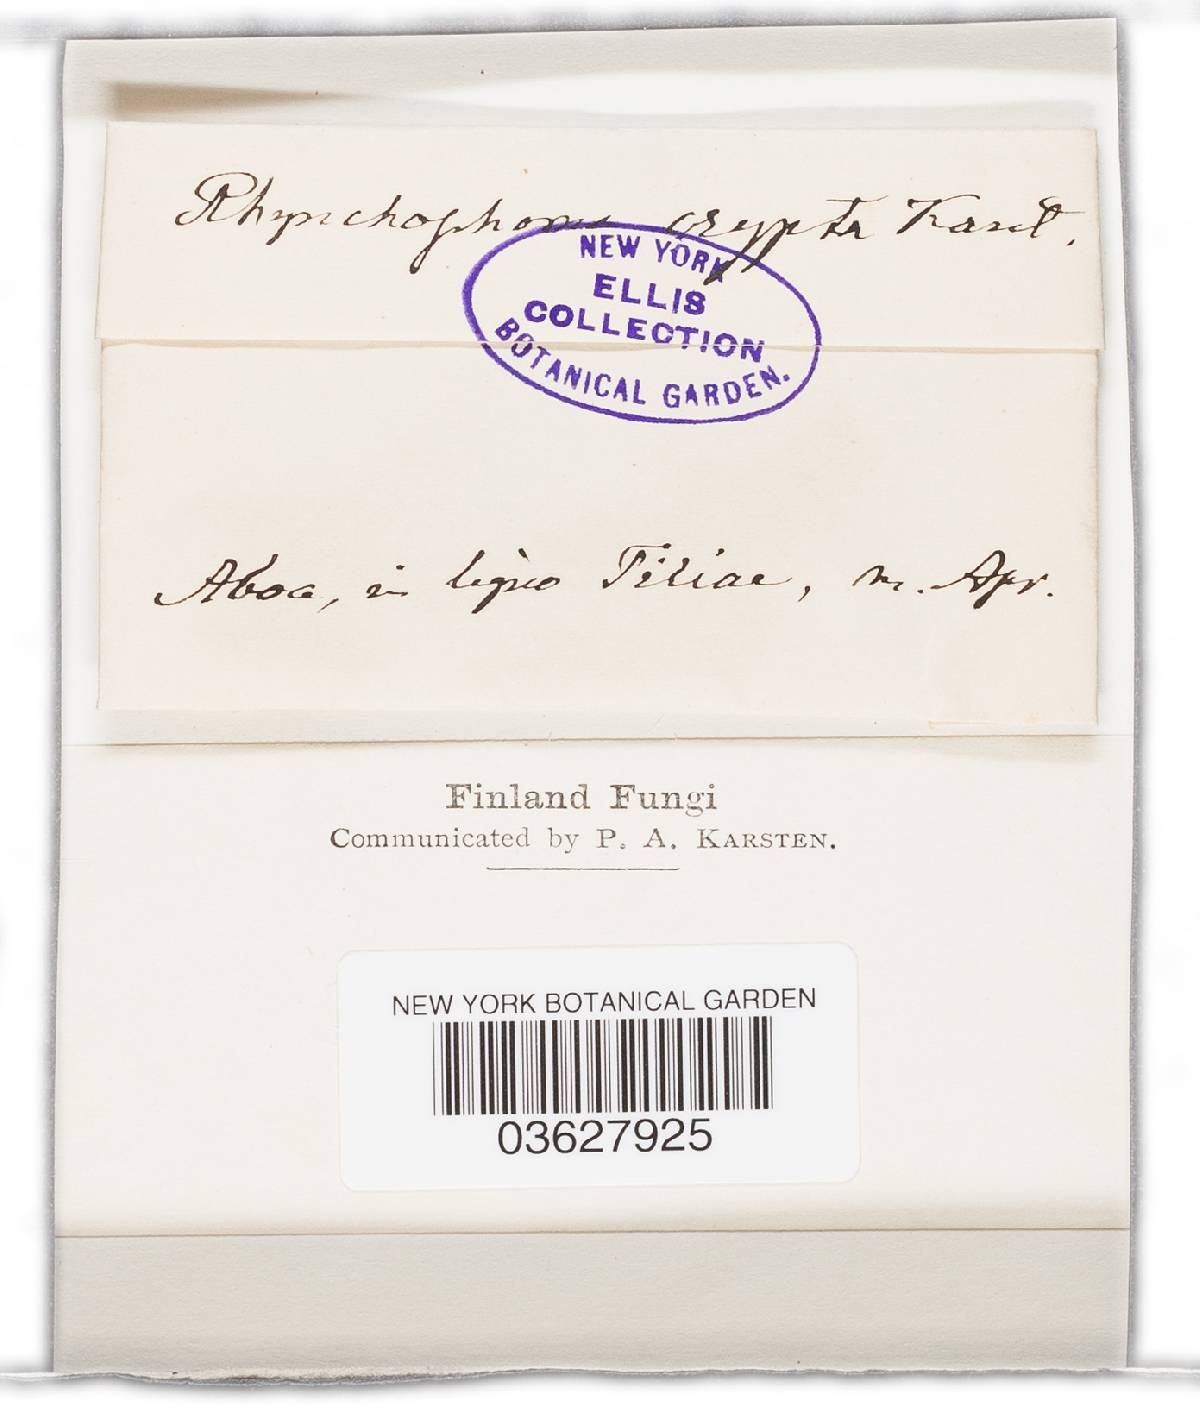 Rhynchophoma crypta Karst.
NEW YORK
ELLIS
COLLECTION
BOTANICAL GARDEN.
Aboa, in ligno Tiliae, m. Apr.
Finland Fungi
Communicated by P. A. KARSTEN.
NEW YORK BOTANICAL GARDEN
03627925